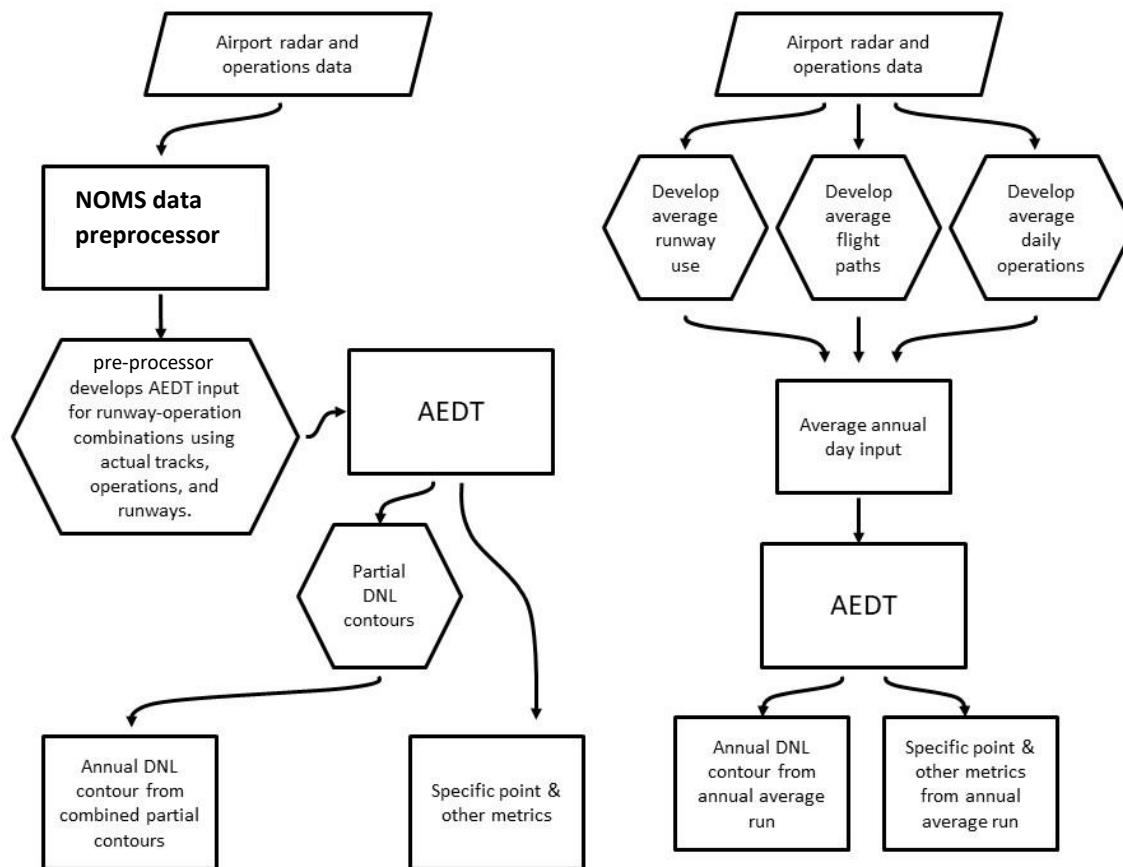 Airport radar and
operations data
NOMS data
preprocessor
pre-processor
develops AEDT input
for runway-operation
combinations using
actual tracks,
operations, and
runways.
AEDT
Partial
DNL
contours
Annual DNL
contour from
combined partial
contours
Specific point &
other metrics
Airport radar and
operations data
Develop
average
runway
use
Develop
average
flight
paths
Develop
average
daily
operations
Average annual
day input
AEDT
Annual DNL
contour from
annual average
run
Specific point &
other metrics
from annual
average run